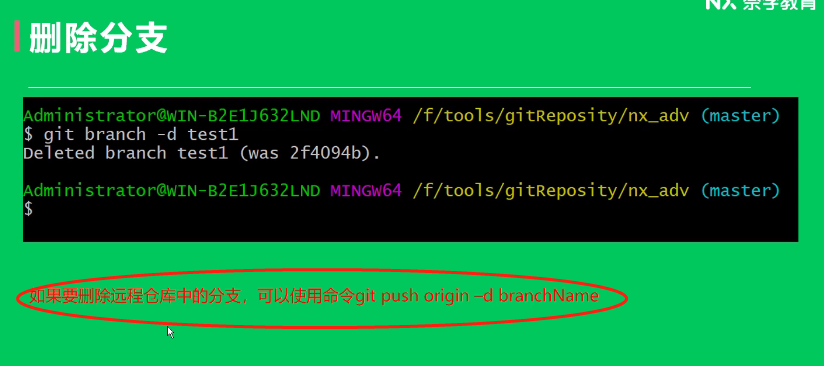 NX 奈学教育
删除分支
Administrator@WIN-B2E1J632LND MINGW64 /f/tools/gitReposity/nx_adv (master)
$ git branch -d test1
Deleted branch test1 (was 2f4094b).
Administrator@WIN-B2E1J632LND MINGW64 /f/tools/gitReposity/nx_adv (master)
$
如果要删除远程仓库中的分支，可以使用命令git push origin –d branchName